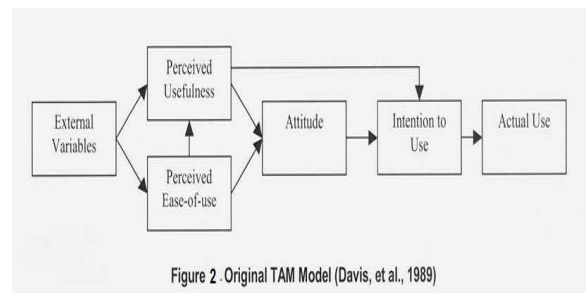 Perceived
Usefulness
External
Variables
Attitude
Intention to
Use
Actual Use
Perceived
Ease-of-use
Figure 2 . Original TAM Model (Davis, et al., 1989)